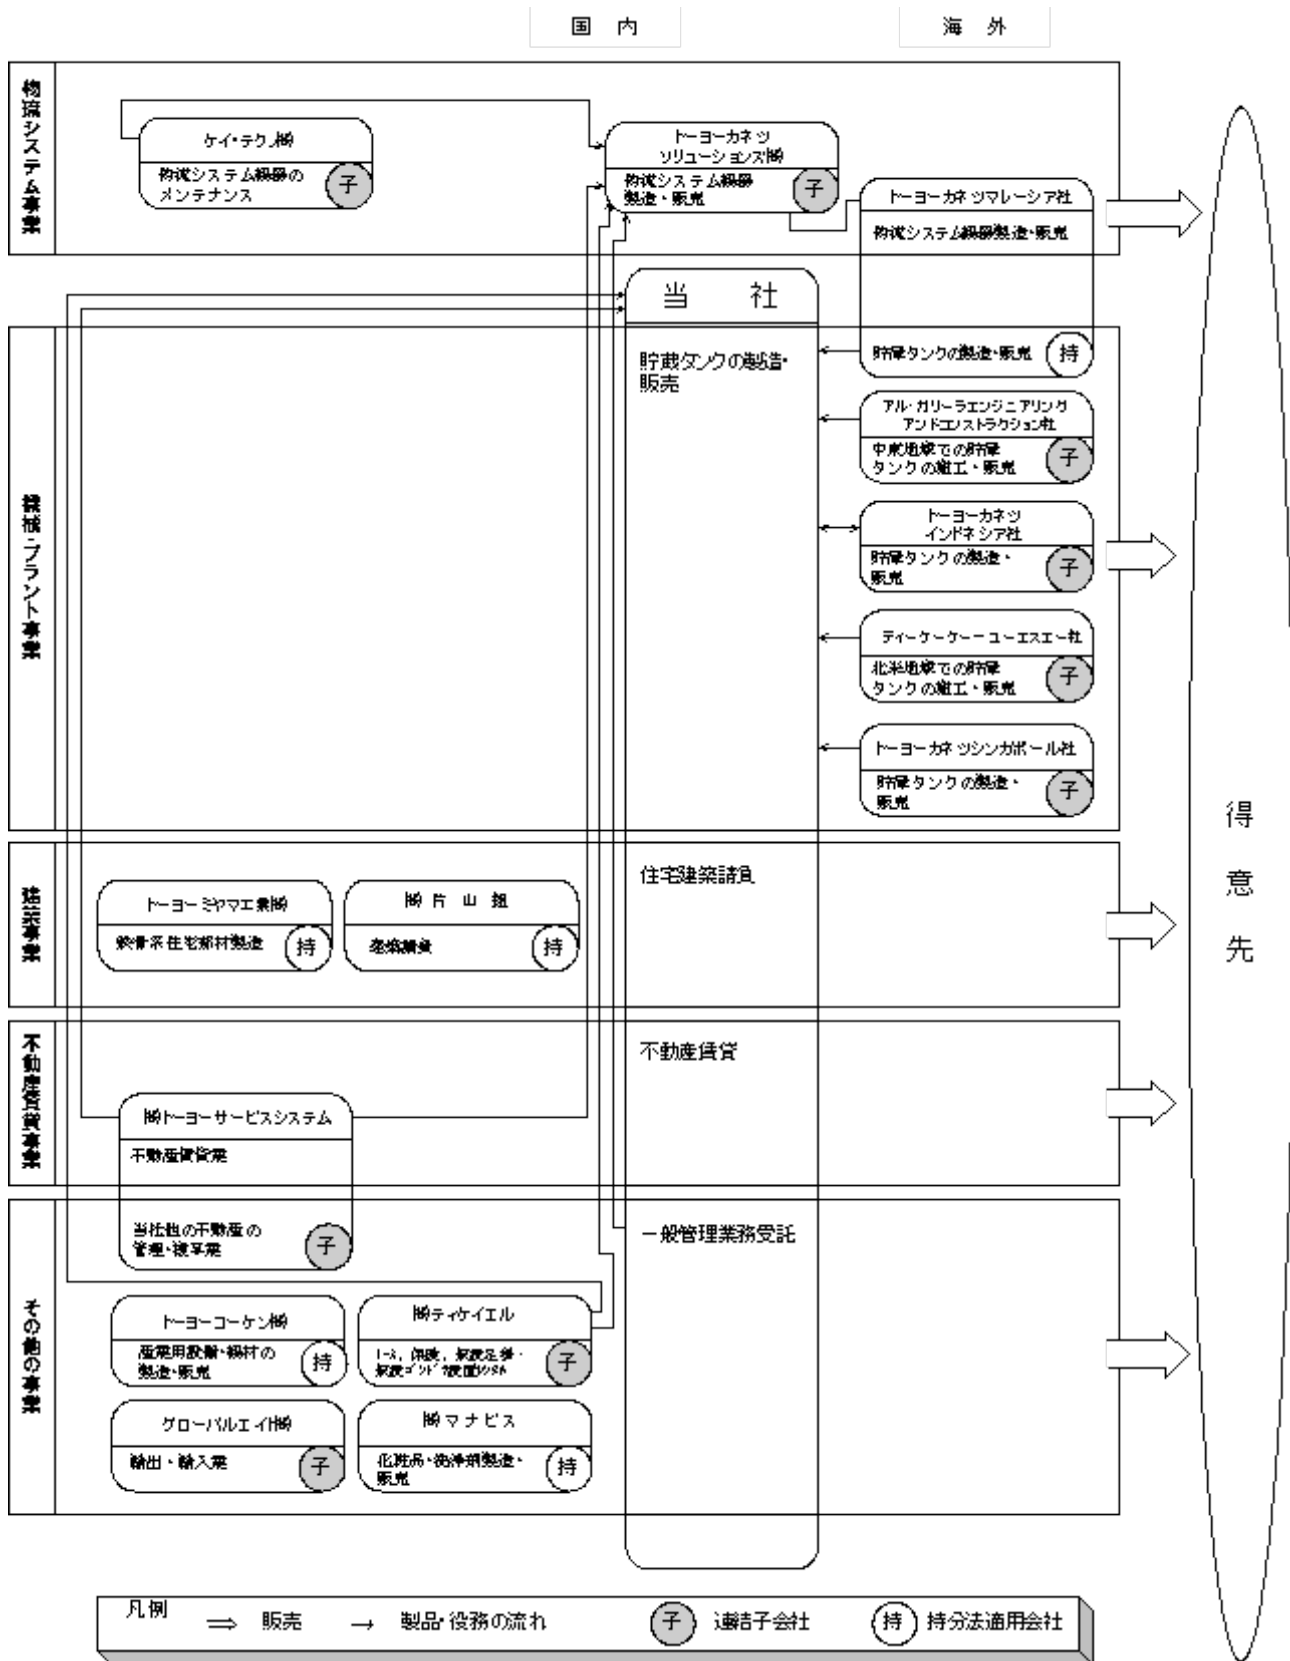 国 内
海 外
物流システム事業
ケイ・テクノ㈱
物流システム機器の
メンテナンス
子
トーヨーカネツ
ソリューションズ㈱
物流システム機器
製造・販売
子
トーヨーカネツマレーシア社
物流システム機器製造・販売
当 社
機械・プラント事業
貯蔵タンクの製造・
販売
貯蔵タンクの製造・販売
持
アル・ガリーラエンジニアリング
アンドコンストラクション社
中東地域での貯蔵
タンクの施工・販売
子
トーヨーカネツ
インドネシア社
貯蔵タンクの製造・
販売
子
ティーケーケーユーエスエー社
北米地域での貯蔵
タンクの施工・販売
子
トーヨーカネツシンガポール社
貯蔵タンクの製造・
販売
子
得意先
建築事業
トーヨーミヤマ工業㈱
鉄骨系住宅部材製造
持
㈱片山組
建築請負
持
住宅建築請負
不動産賃貸事業
不動産賃貸
㈱トーヨーサービスシステム
不動産賃貸業
その他の事業
当社他の不動産の
管理・
子
一般管理業務受託
トーヨーコーケン㈱
産業用設備・機材の
製造・販売
持
㈱ティケイエル
子
グローバルエイト㈱
輸出・輸入業
子
㈱マナビス
化粧品・洗浄剤製造・
販売
持
凡例
⇒ 販売
→ 製品・役務の流れ
子 連結子会社
持 持分法適用会社